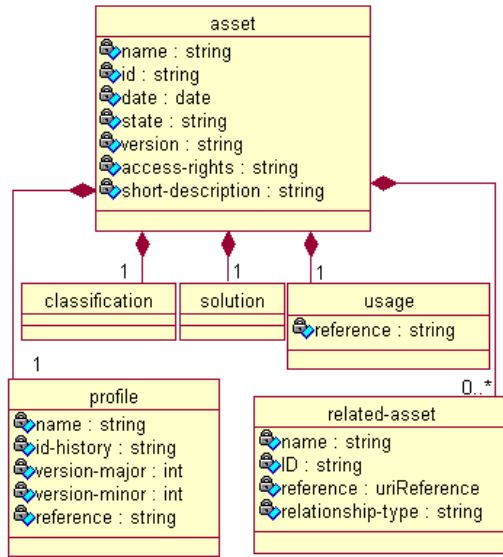 asset
name : string
id : string
date : date
state : string
version : string
access-rights : string
short-description : string
1
1
1
classification
solution
usage
reference : string
1
0..*
profile
name : string
id-history : string
version-major : int
version-minor : int
reference : string
related-asset
name : string
ID : string
reference : uriReference
relationship-type : string